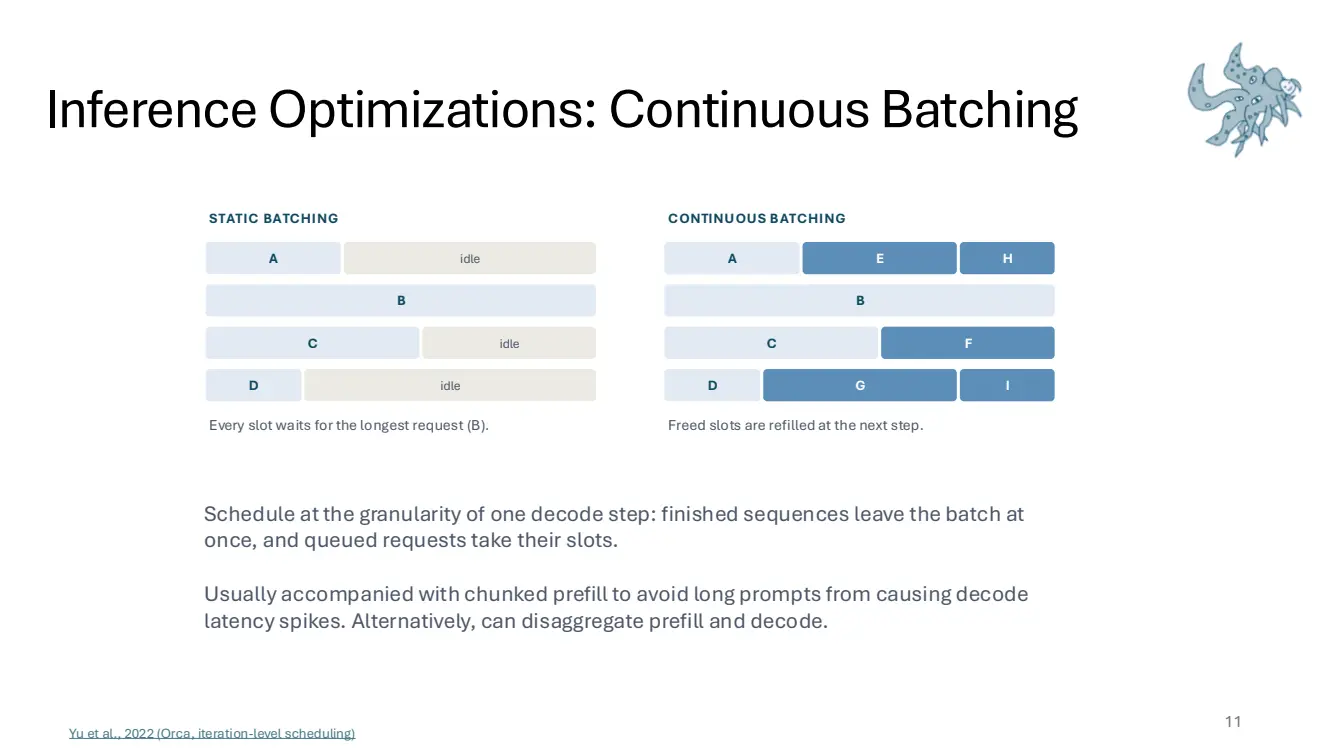 Inference Optimizations: Continuous Batching
STATIC BATCHING
A idle
B
C idle
D idle
Every slot waits for the longest request (B).
CONTINUOUS BATCHING
A E H
B
C F
D G I
Freed slots are refilled at the next step.
Schedule at the granularity of one decode step: finished sequences leave the batch at
once, and queued requests take their slots.
Usually accompanied with chunked prefill to avoid long prompts from causing decode
latency spikes. Alternatively, can disaggregate prefill and decode.
Yu et al., 2022 (Orca, iteration-level scheduling)
11